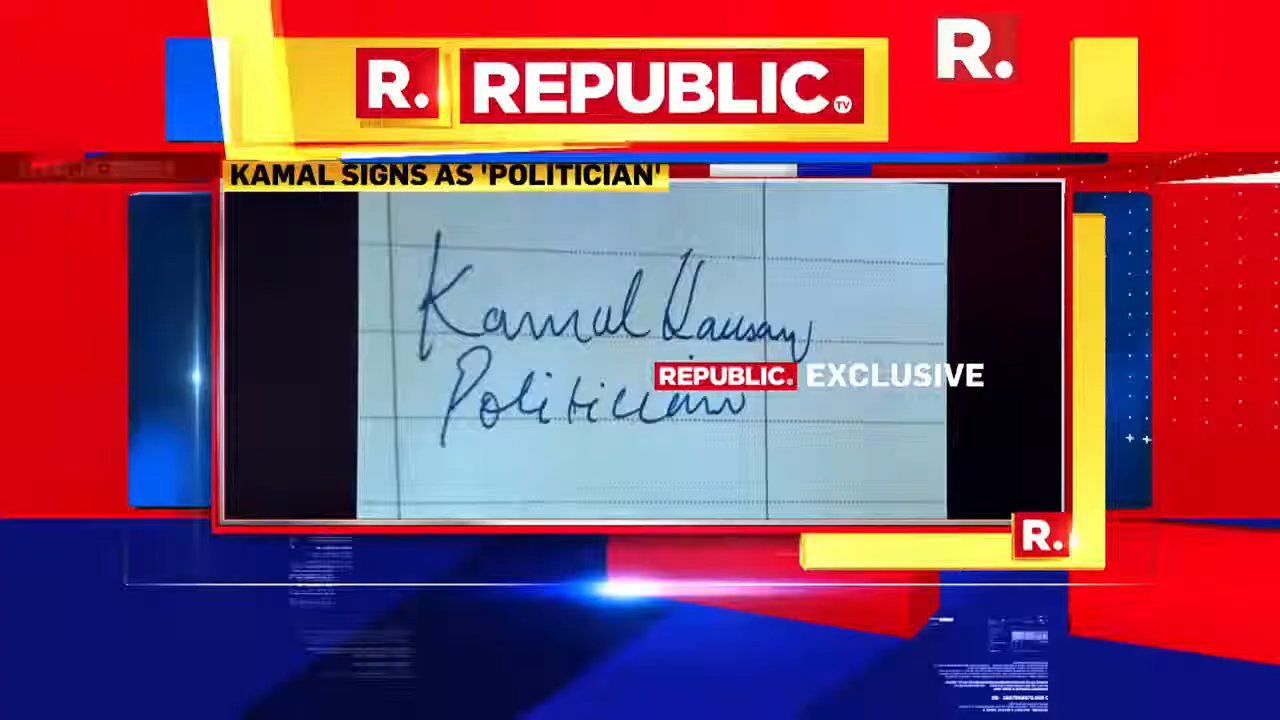 R. REPUBLIC. TV
R.
KAMAL SIGNS AS 'POLITICIAN'
Kamal Haasan
REPUBLIC. EXCLUSIVE
Politician
R.